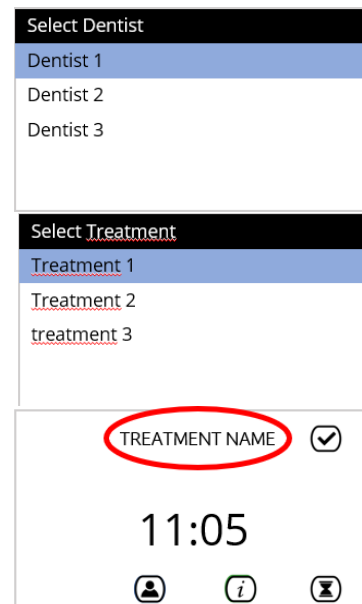 Select Dentist
Dentist 1
Dentist 2
Dentist 3
Select Treatment
Treatment 1
Treatment 2
treatment 3
TREATMENT NAME
11:05
i